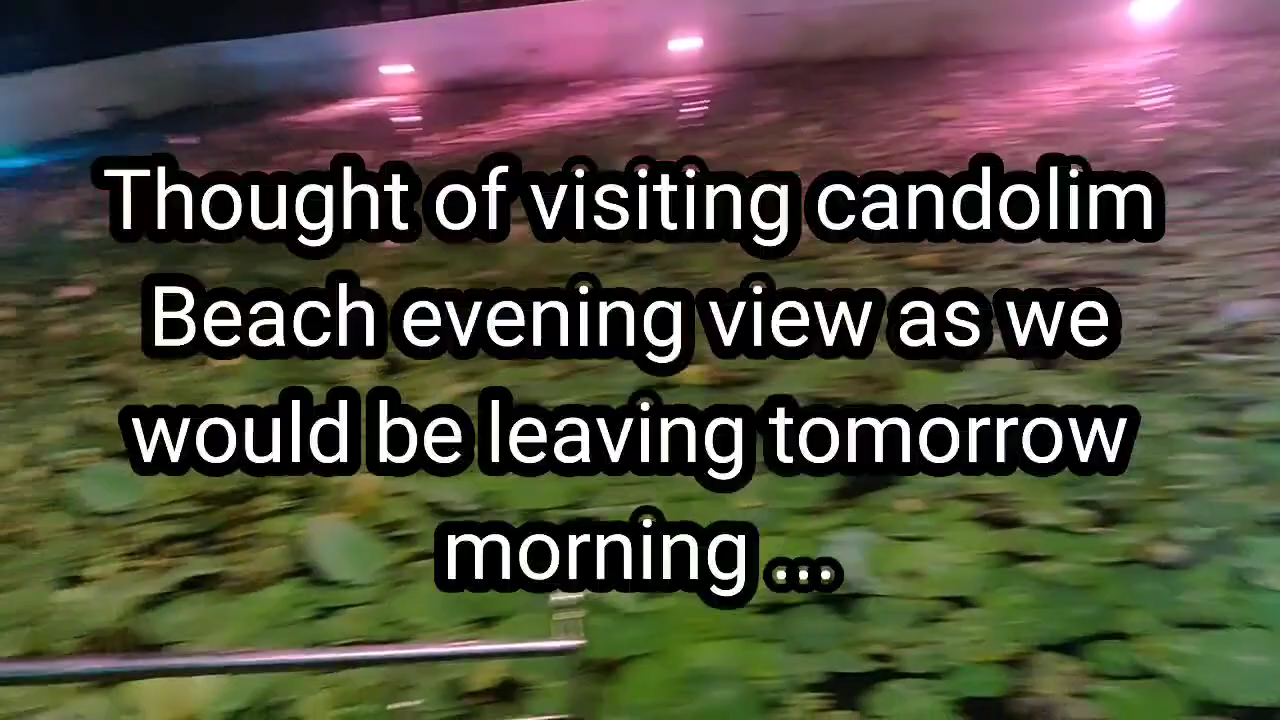 Thought of visiting candolim
Beach evening view as we
would be leaving tomorrow
morning ...